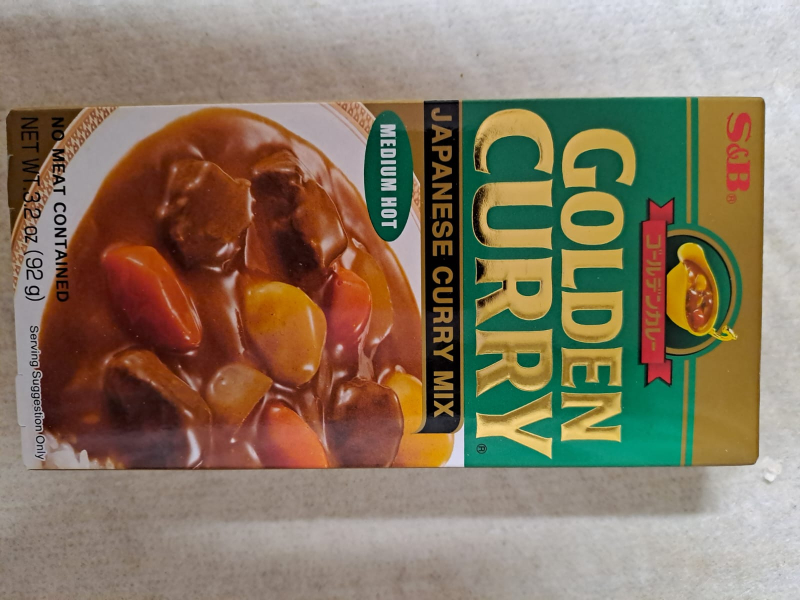 S&B®
ゴールデンカレー
GOLDEN
CURRY®
JAPANESE CURRY MIX
MEDIUM HOT
NO MEAT CONTAINED
NET WT.3.2 oz (92 g)
Serving Suggestion Only